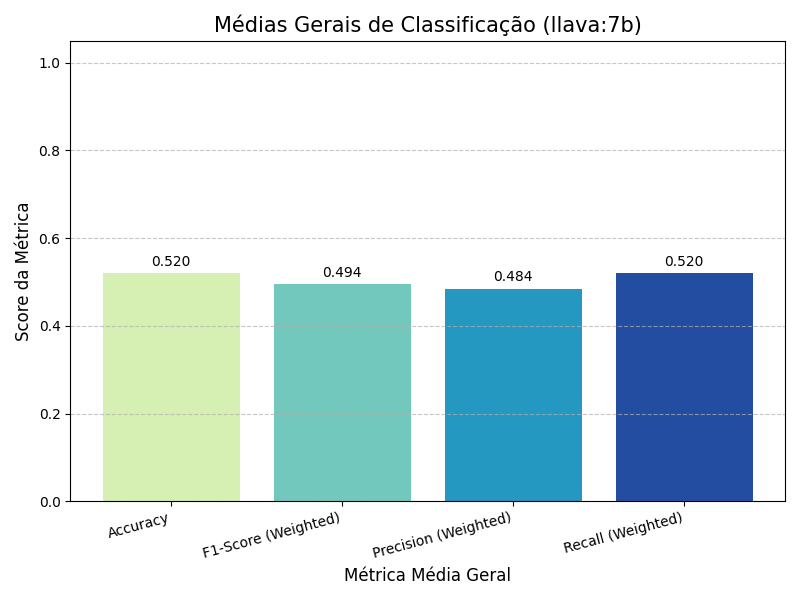 Médias Gerais de Classificação (llava:7b)
Score da Métrica
1.0
0.8
0.6
0.4
0.2
0.0
0.520
0.494
0.484
0.520
Accuracy
F1-Score (Weighted)
Precision (Weighted)
Recall (Weighted)
Métrica Média Geral